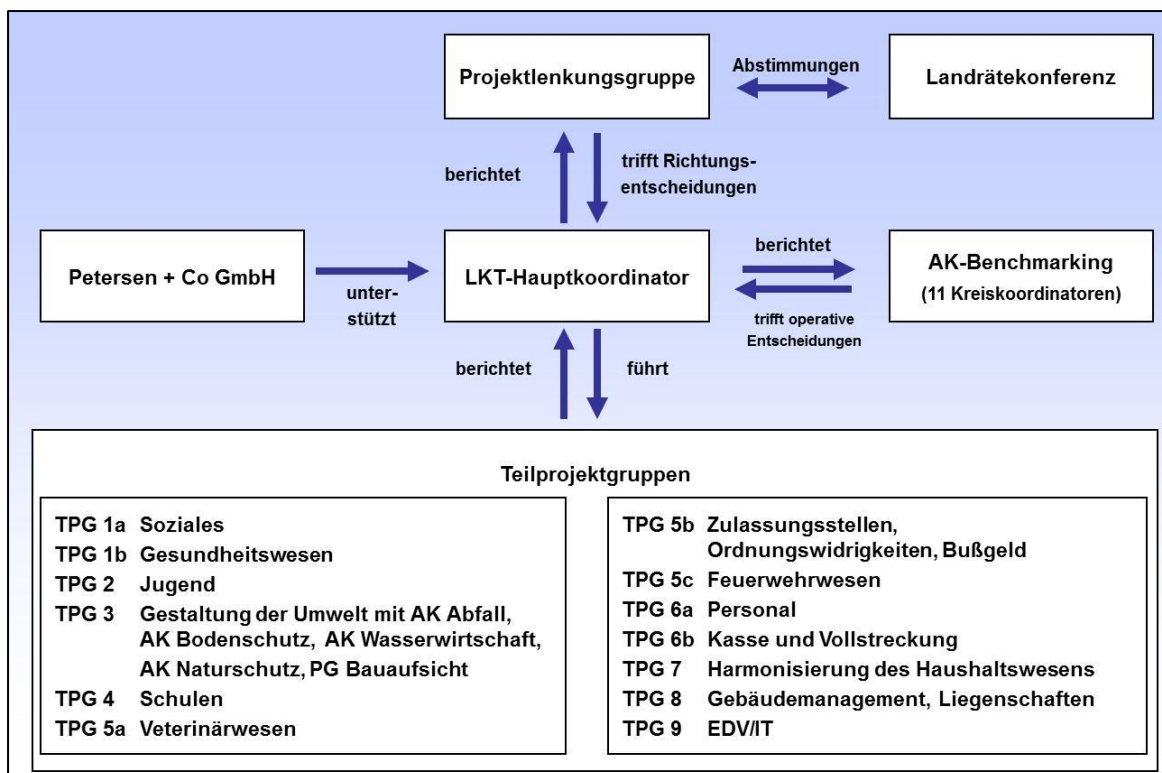 Projektlenkungsgruppe
Abstimmungen
Landrätekonferenz
berichtet
trifft Richtungs-
entscheidungen
Petersen + Co GmbH
unter-
stützt
LKT-Hauptkoordinator
berichtet
AK-Benchmarking
(11 Kreiskoordinatoren)
trifft operative
Entscheidungen
berichtet
führt
Teilprojektgruppen
TPG 1a Soziales
TPG 1b Gesundheitswesen
TPG 2 Jugend
TPG 3 Gestaltung der Umwelt mit AK Abfall,
AK Bodenschutz, AK Wasserwirtschaft,
AK Naturschutz, PG Bauaufsicht
TPG 4 Schulen
TPG 5a Veterinärwesen
TPG 5b Zulassungsstellen,
Ordnungswidrigkeiten, Bußgeld
TPG 5c Feuerwehrwesen
TPG 6a Personal
TPG 6b Kasse und Vollstreckung
TPG 7 Harmonisierung des Haushaltswesens
TPG 8 Gebäudemanagement, Liegenschaften
TPG 9 EDV/IT